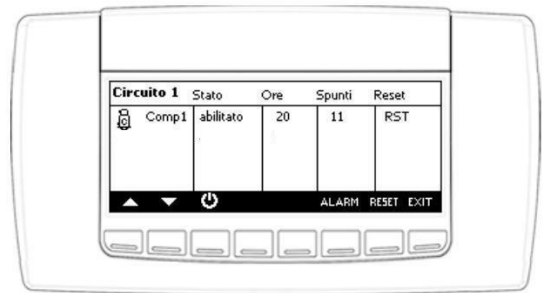 Circuito 1 Stato Ore Spunti Reset
Comp1 abilitato 20 11 RST
ALARM RESET EXIT